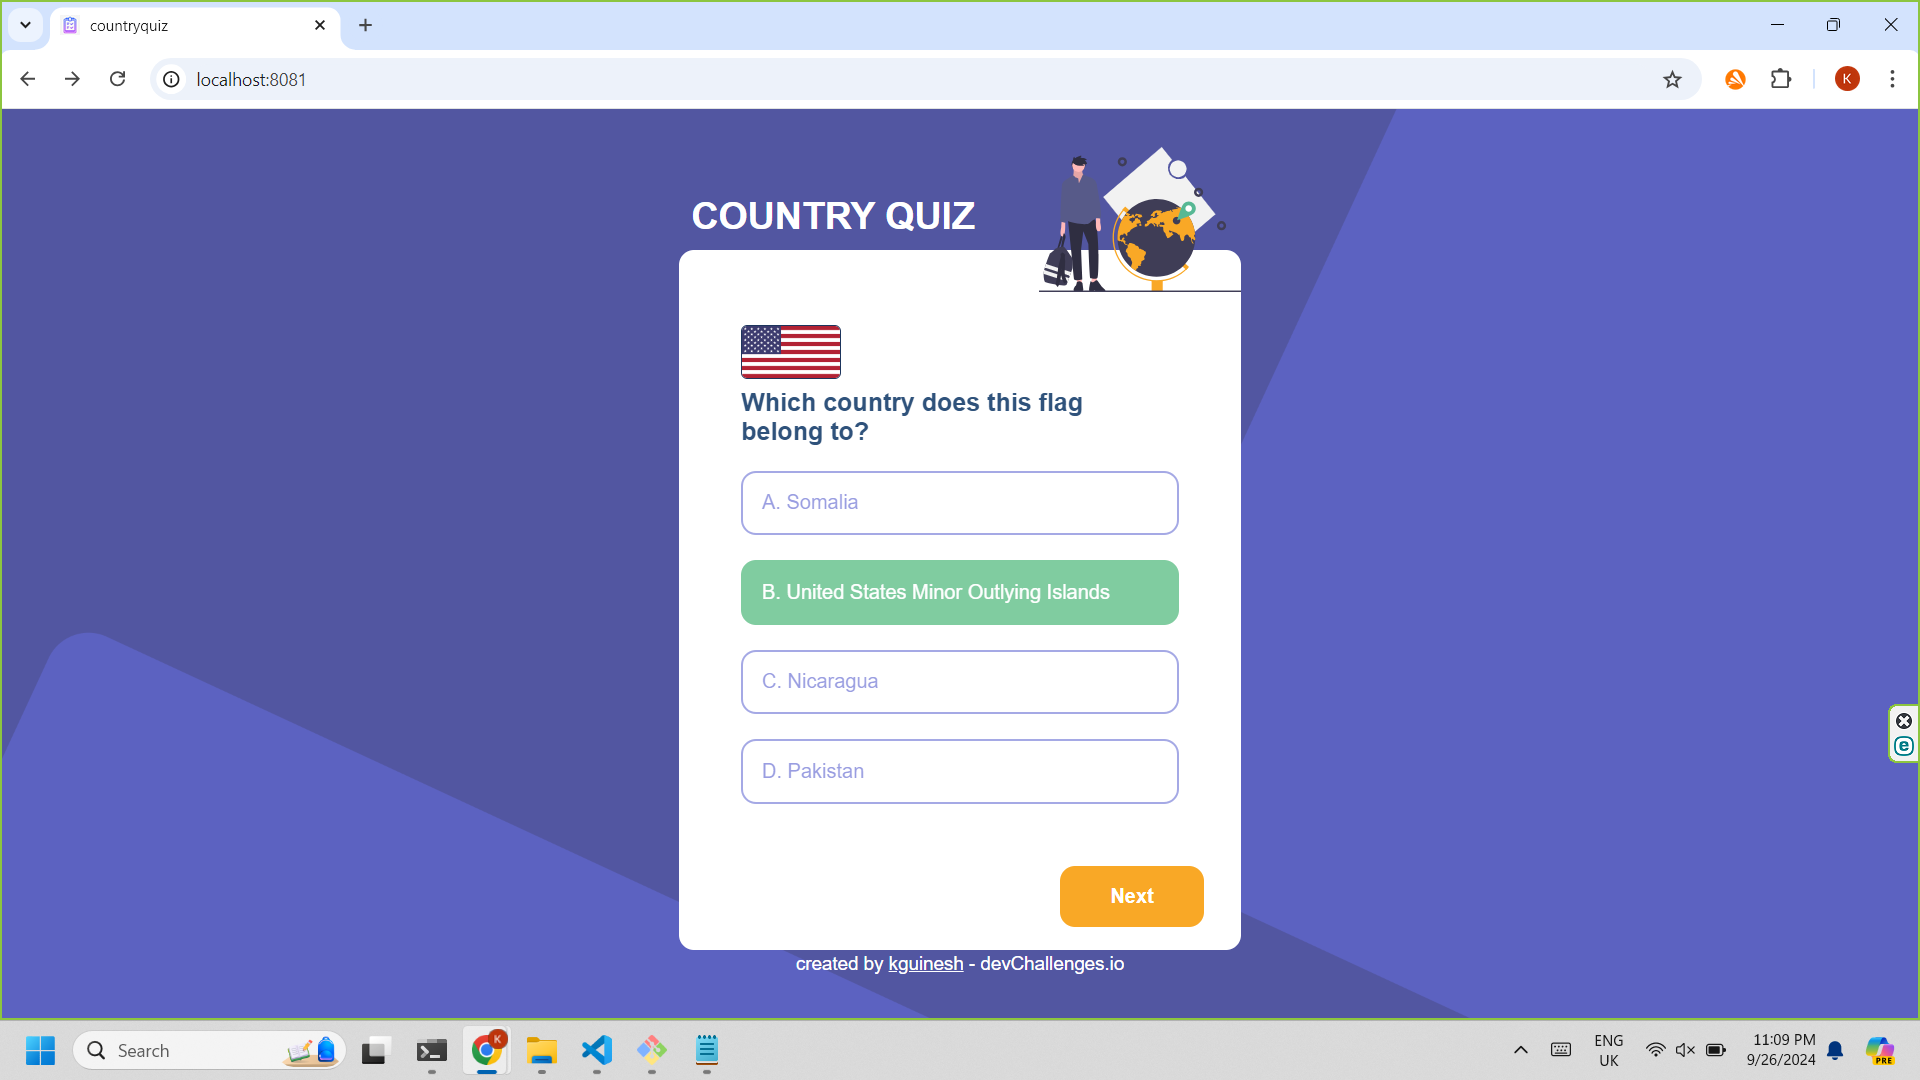 countryquiz
localhost:8081
K
COUNTRY QUIZ
Which country does this flag
belong to?
A. Somalia
B. United States Minor Outlying Islands
C. Nicaragua
D. Pakistan
Next
created by kguinesh - devChallenges.io
e
Search
K
ENG
UK
11:09 PM
9/26/2024
PRE